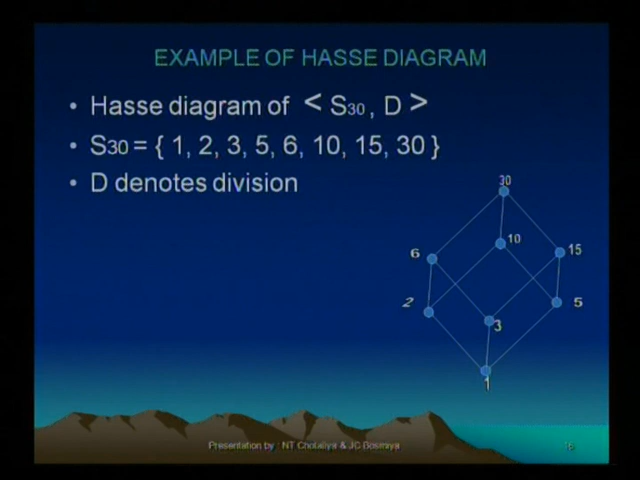 EXAMPLE OF HASSE DIAGRAM
• Hasse diagram of < S30 , D >
• S30 = { 1, 2, 3, 5, 6, 10, 15, 30 }
• D denotes division
30
10
15
6
2
5
3
1
Presentation by : NT Chotaliya & JC Bosmiya
16